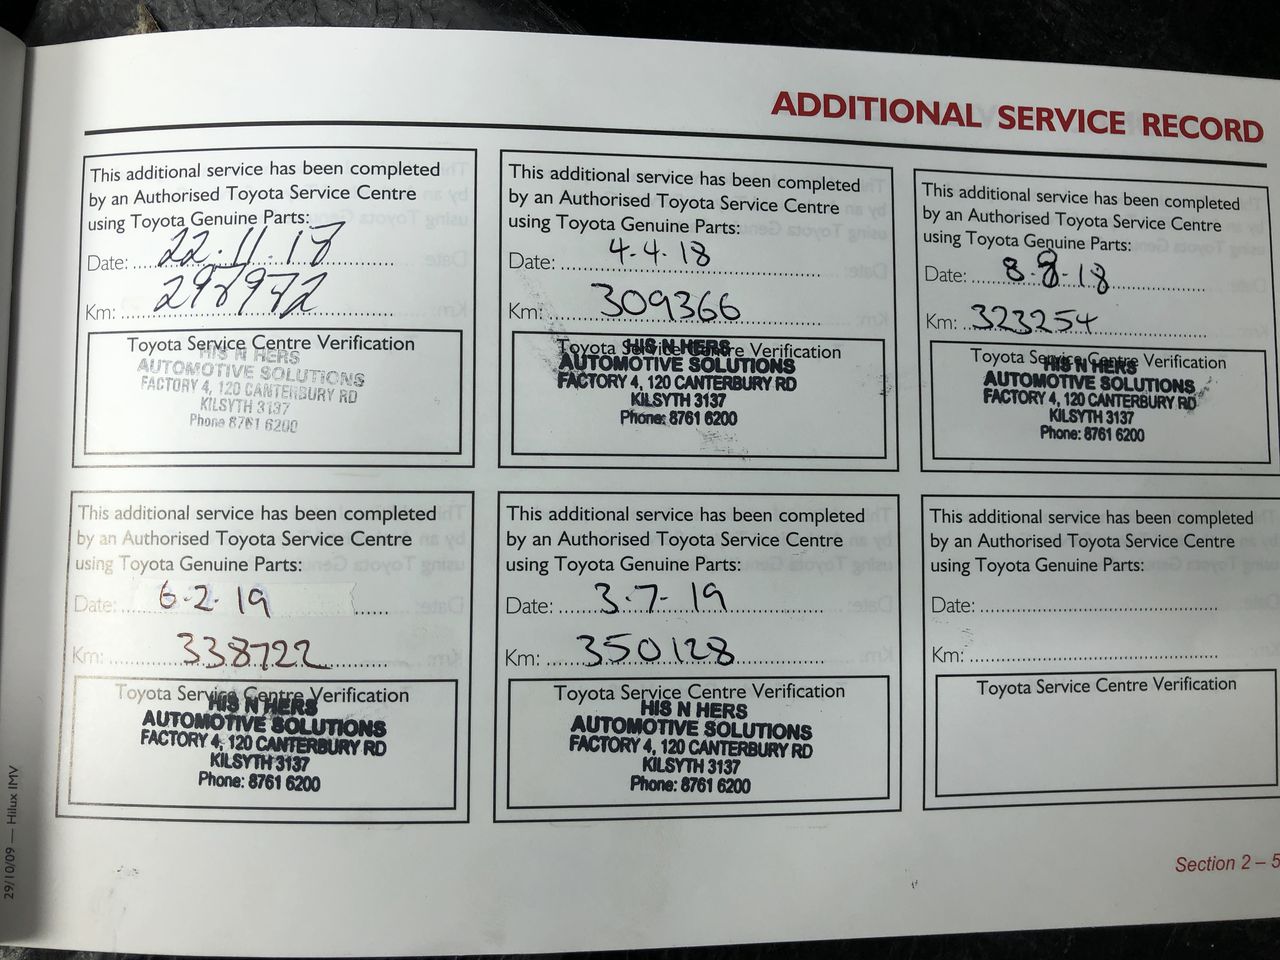 ADDITIONAL SERVICE RECORD
This additional service has been completed
by an Authorised Toyota Service Centre
using Toyota Genuine Parts:
Date: 22.11.17
Km: 292972
Toyota Service Centre Verification
HIS N HERS
AUTOMOTIVE SOLUTIONS
FACTORY 4, 120 CANTERBURY RD
KILSYTH 3137
Phone 8761 6200
This additional service has been completed
by an Authorised Toyota Service Centre
using Toyota Genuine Parts:
Date: 4.4.18
Km: 309366
Toyota Service Centre Verification
HIS N HERS
AUTOMOTIVE SOLUTIONS
FACTORY 4, 120 CANTERBURY RD
KILSYTH 3137
Phone: 8761 6200
This additional service has been completed
by an Authorised Toyota Service Centre
using Toyota Genuine Parts:
Date: 8-8-18
Km: 323254
Toyota Service Centre Verification
HIS N HERS
AUTOMOTIVE SOLUTIONS
FACTORY 4, 120 CANTERBURY RD
KILSYTH 3137
Phone: 8761 6200
This additional service has been completed
by an Authorised Toyota Service Centre
using Toyota Genuine Parts:
Date: 6-2-19
Km: 338722
Toyota Service Centre Verification
HIS N HERS
AUTOMOTIVE SOLUTIONS
FACTORY 4, 120 CANTERBURY RD
KILSYTH 3137
Phone: 8761 6200
This additional service has been completed
by an Authorised Toyota Service Centre
using Toyota Genuine Parts:
Date: 3-7-19
Km: 350128
Toyota Service Centre Verification
HIS N HERS
AUTOMOTIVE SOLUTIONS
FACTORY 4, 120 CANTERBURY RD
KILSYTH 3137
Phone: 8761 6200
This additional service has been completed
by an Authorised Toyota Service Centre
using Toyota Genuine Parts:
Date:
Km:
Toyota Service Centre Verification
29/10/09 — Hilux IMV
Section 2 – 5